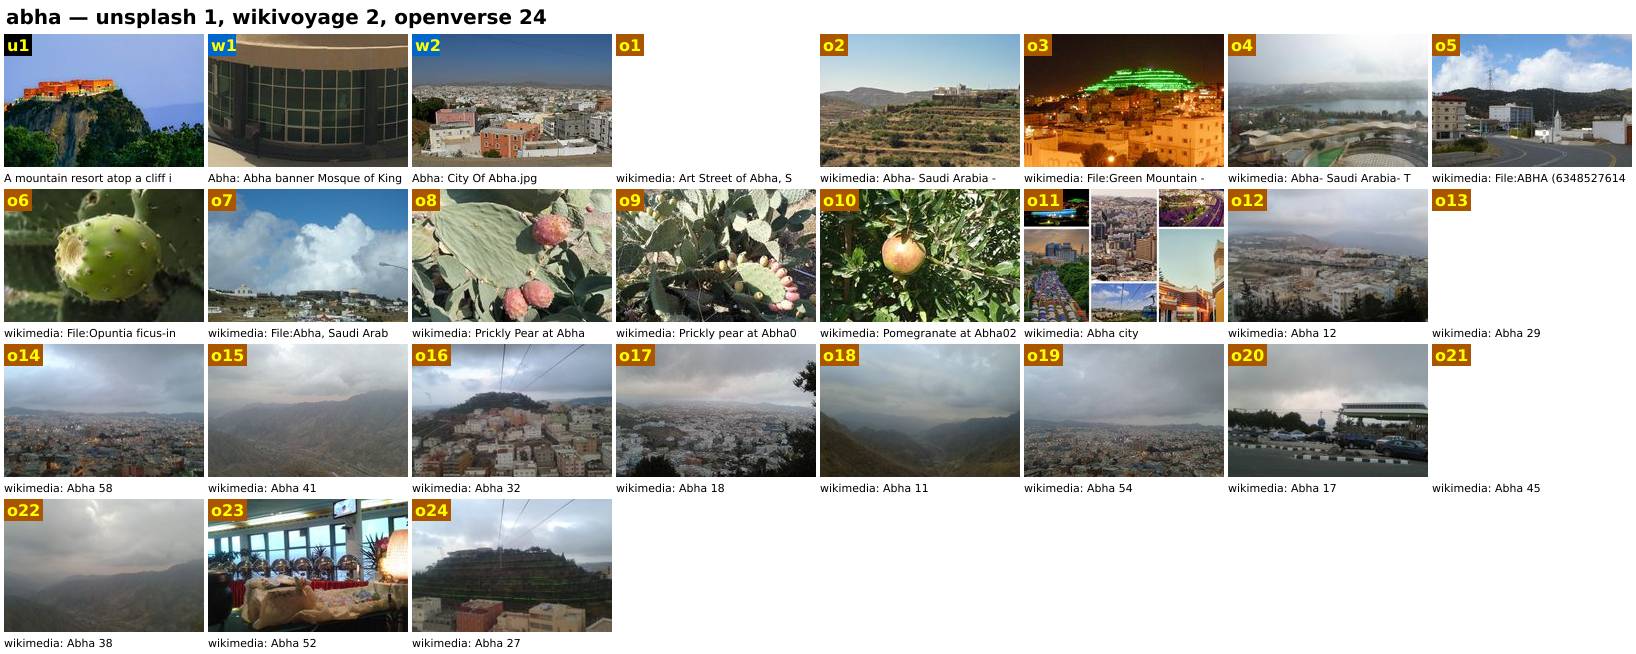 abha — unsplash 1, wikivoyage 2, openverse 24
u1
w1
w2
o1
o2
o3
o4
o5
A mountain resort atop a cliff i
Abha: Abha banner Mosque of King
Abha: City Of Abha.jpg
wikimedia: Art Street of Abha, S
wikimedia: Abha- Saudi Arabia -
wikimedia: File:Green Mountain -
wikimedia: Abha- Saudi Arabia- T
wikimedia: File:ABHA (6348527614
o6
o7
o8
o9
o10
o11
o12
o13
wikimedia: File:Opuntia ficus-in
wikimedia: File:Abha, Saudi Arab
wikimedia: Prickly Pear at Abha
wikimedia: Prickly pear at Abha0
wikimedia: Pomegranate at Abha02
wikimedia: Abha city
wikimedia: Abha 12
wikimedia: Abha 29
o14
o15
o16
o17
o18
o19
o20
o21
wikimedia: Abha 58
wikimedia: Abha 41
wikimedia: Abha 32
wikimedia: Abha 18
wikimedia: Abha 11
wikimedia: Abha 54
wikimedia: Abha 17
wikimedia: Abha 45
o22
o23
o24
wikimedia: Abha 38
wikimedia: Abha 52
wikimedia: Abha 27